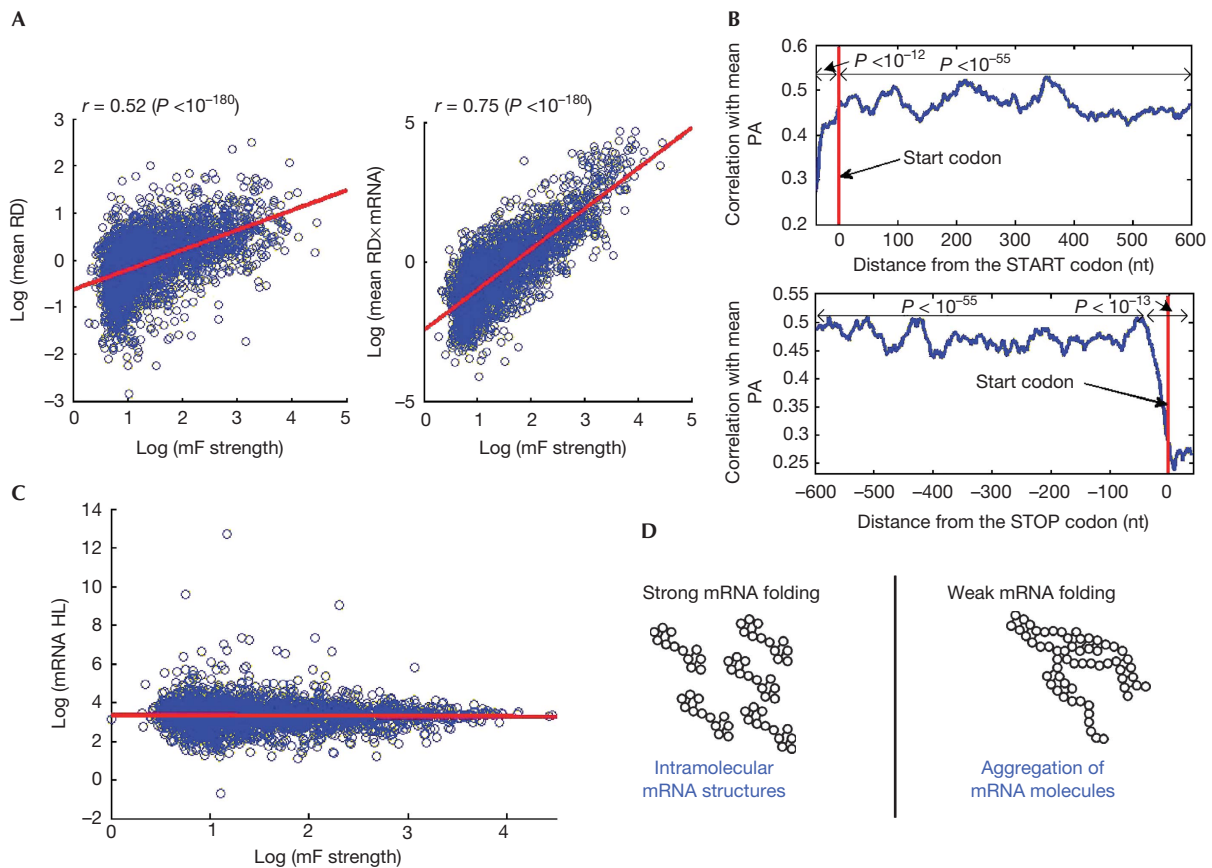 A
r = 0.52 (P <10⁻¹⁸⁰)
Log (mean RD)
3
2
1
0
−1
−2
−3
0 1 2 3 4 5
Log (mF strength)
r = 0.75 (P <10⁻¹⁸⁰)
Log (mean RD× mRNA)
5
0
−5
0 1 2 3 4 5
Log (mF strength)
B
Correlation with mean
PA
0.6
0.5
0.4
0.3
0.2
P <10⁻¹²
P <10⁻⁵⁵
Start codon
0 100 200 300 400 500 600
Distance from the START codon (nt)
Correlation with mean
PA
0.55
0.5
0.45
0.40
0.35
0.30
0.25
P <10⁻⁵⁵
P <10⁻¹³
Start codon
−600 −500 −400 −300 −200 −100 0
Distance from the STOP codon (nt)
C
Log (mRNA HL)
14
12
10
8
6
4
2
0
−2
0 1 2 3 4
Log (mF strength)
D
Strong mRNA folding
Intramolecular
mRNA structures
Weak mRNA folding
Aggregation of
mRNA molecules